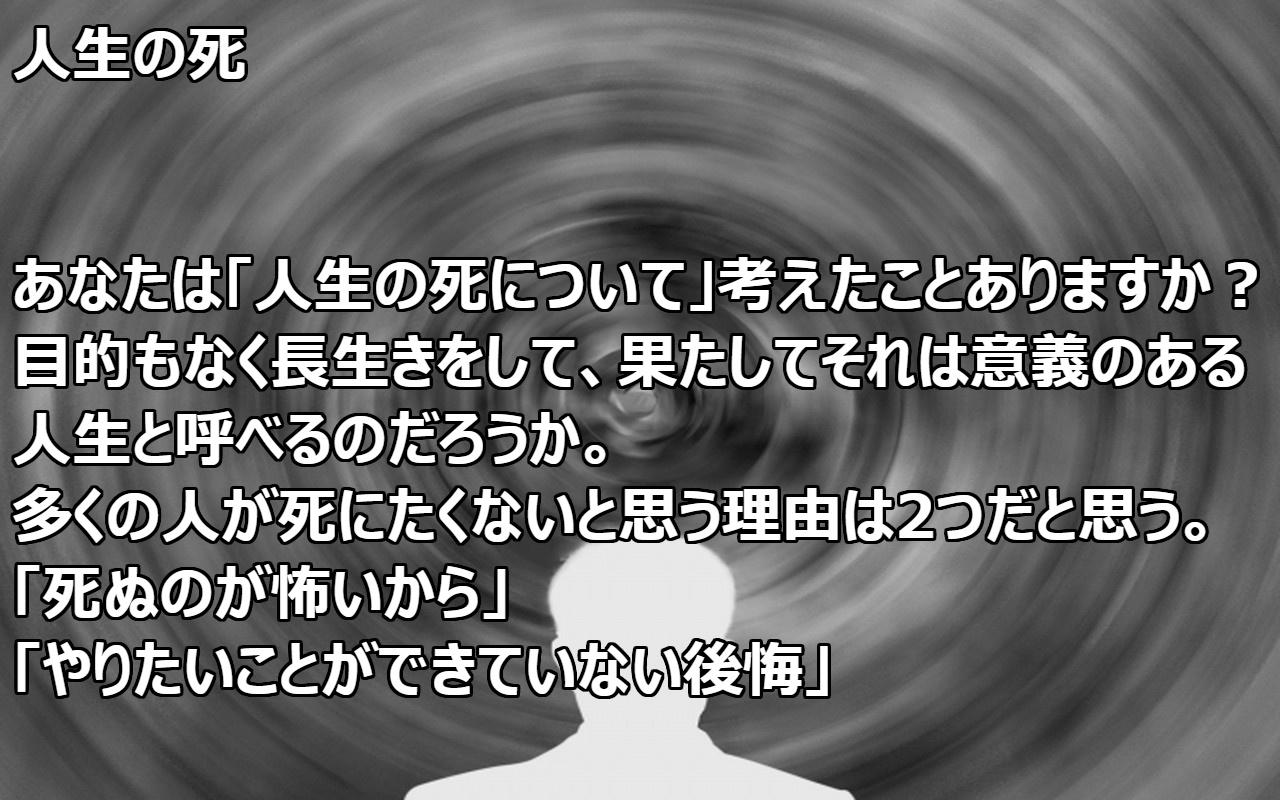 人生の死
あなたは「人生の死について」考えたことありますか？
目的もなく長生きをして、果たしてそれは意義のある
人生と呼べるのだろうか。
多くの人が死にたくないと思う理由は2つだと思う。
「死ぬのが怖いから」
「やりたいことができていない後悔」